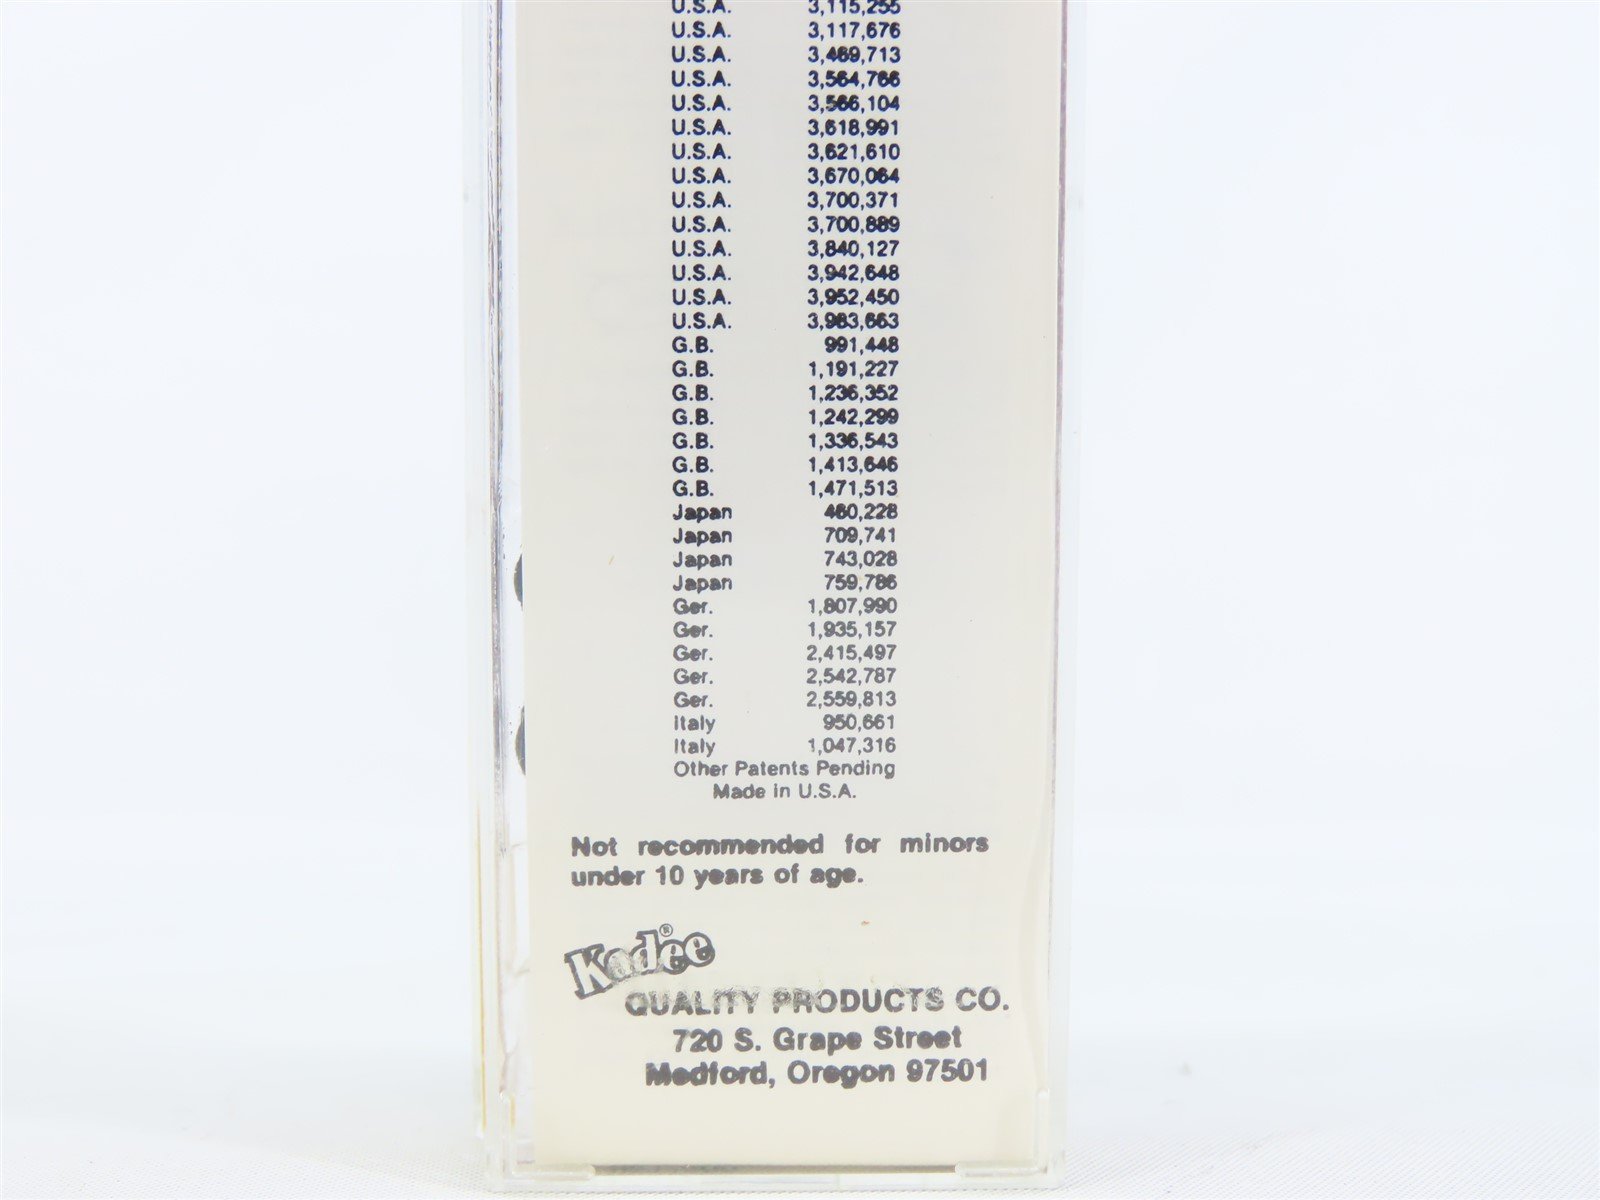 U.S.A. 3,115,255
U.S.A. 3,117,676
U.S.A. 3,469,713
U.S.A. 3,564,766
U.S.A. 3,566,104
U.S.A. 3,618,991
U.S.A. 3,621,610
U.S.A. 3,670,064
U.S.A. 3,700,371
U.S.A. 3,700,889
U.S.A. 3,840,127
U.S.A. 3,942,648
U.S.A. 3,952,450
U.S.A. 3,983,663
G.B. 991,448
G.B. 1,191,227
G.B. 1,236,352
G.B. 1,242,299
G.B. 1,336,543
G.B. 1,413,646
G.B. 1,471,513
Japan 460,228
Japan 709,741
Japan 743,028
Japan 759,786
Ger. 1,807,990
Ger. 1,935,157
Ger. 2,415,497
Ger. 2,542,787
Ger. 2,559,813
Italy 950,661
Italy 1,047,316
Other Patents Pending
Made in U.S.A.
Not recommended for minors
under 10 years of age.
Kadee®
QUALITY PRODUCTS CO.
720 S. Grape Street
Medford, Oregon 97501